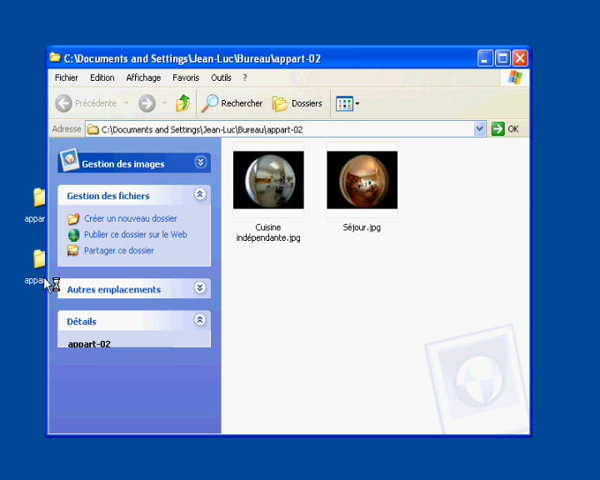 C:\Documents and Settings\Jean-Luc\Bureau\appart-02
Fichier Edition Affichage Favoris Outils ?
Précédente Rechercher Dossiers
Adresse C:\Documents and Settings\Jean-Luc\Bureau\appart-02 OK
Gestion des images
Gestion des fichiers
Créer un nouveau dossier
Publier ce dossier sur le Web
Partager ce dossier
Autres emplacements
Détails
appart-02
Cuisine
indépendante.jpg
Séjour.jpg
appar
appar